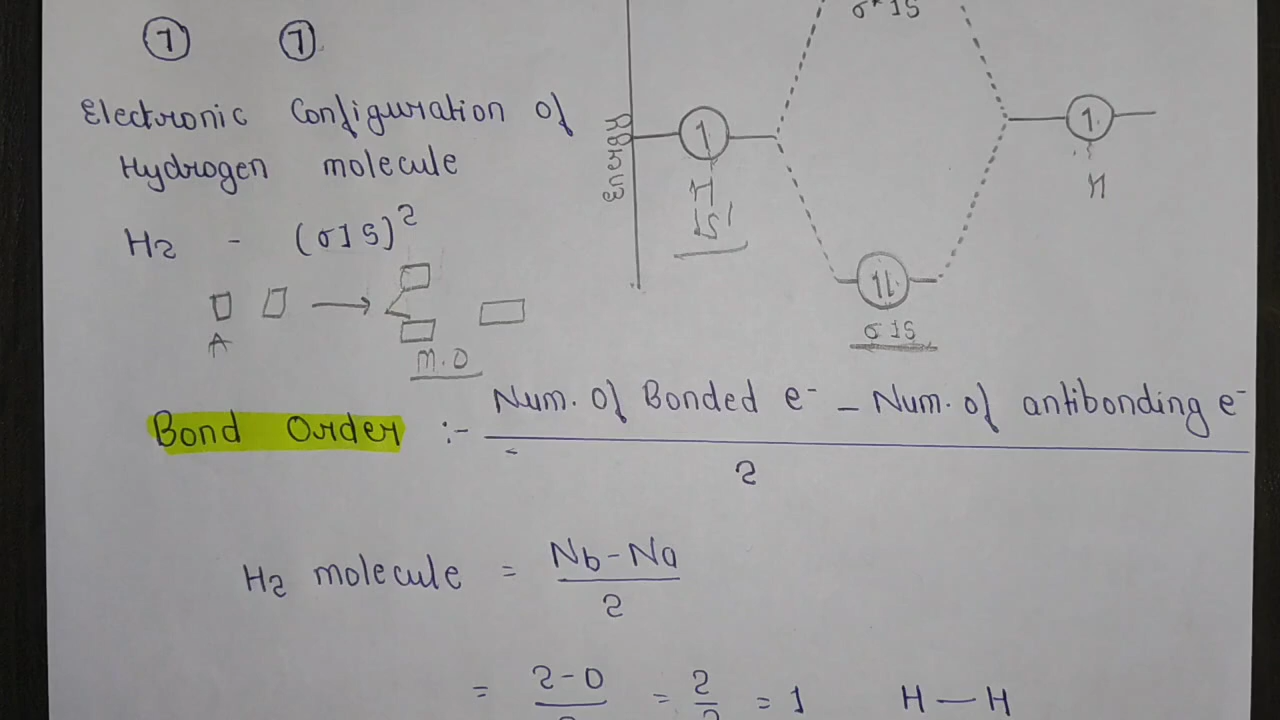 1 1
σ*1s
Electronic Configuration of
Hydrogen molecule
H2 - (σ1s)²
Energy
1
1s
1
H
1l
σ1s
A
M.O
Bond Order :- Num. of Bonded e⁻ – Num. of antibonding e⁻
2
H2 molecule = Nb-Na
2
= 2-0 = 2 = 1 H—H